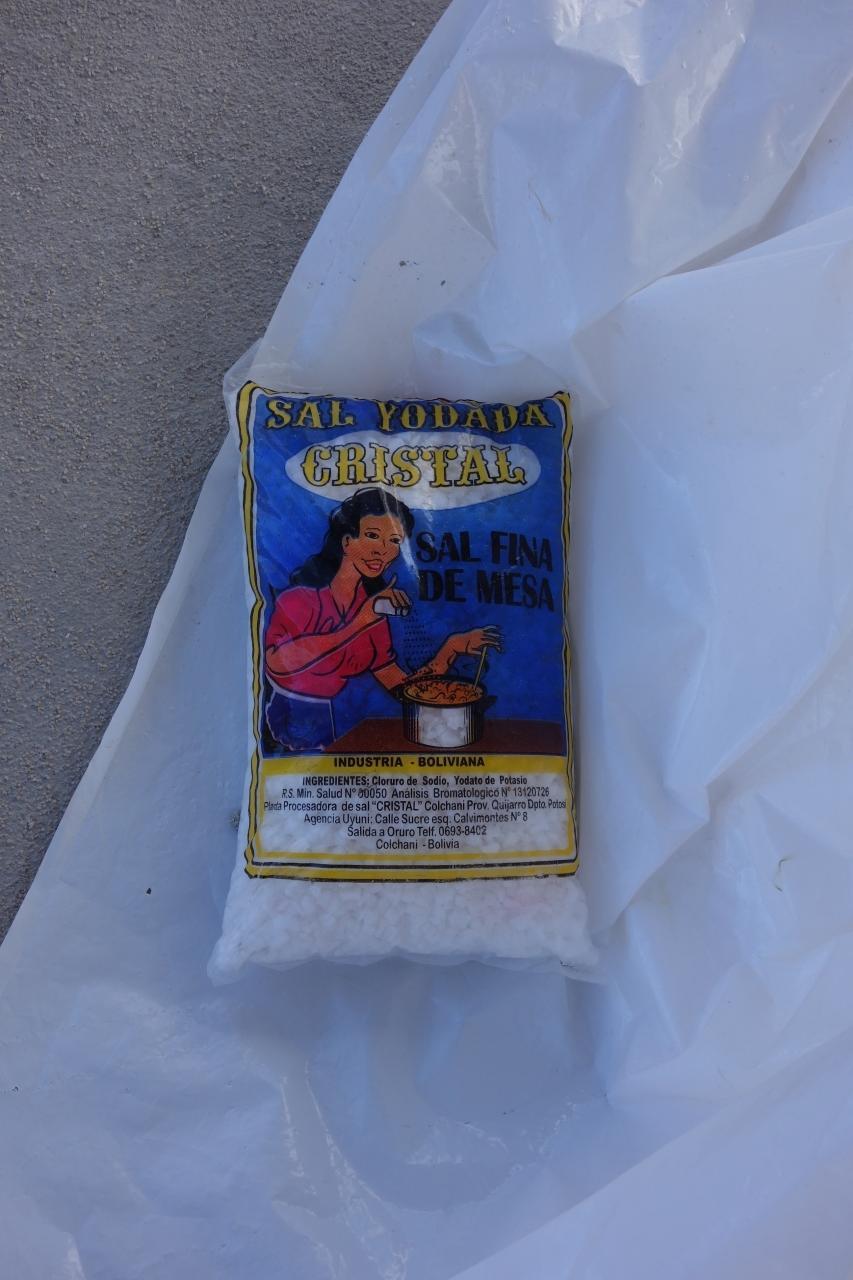 SAL YODADA
CRISTAL
SAL FINA
DE MESA
INDUSTRIA - BOLIVIANA
INGREDIENTES: Cloruro de Sodio, Yodato de Potasio
R.S. Min. Salud N° 00050 Análisis Bromatologico N° 13120726
Planta Procesadora de sal "CRISTAL" Colchani Prov. Quijarro Dpto. Potosi
Agencia Uyuni: Calle Sucre esq. Calvimontes N° 8
Salida a Oruro Telf. 0693-8402
Colchani - Bolivia